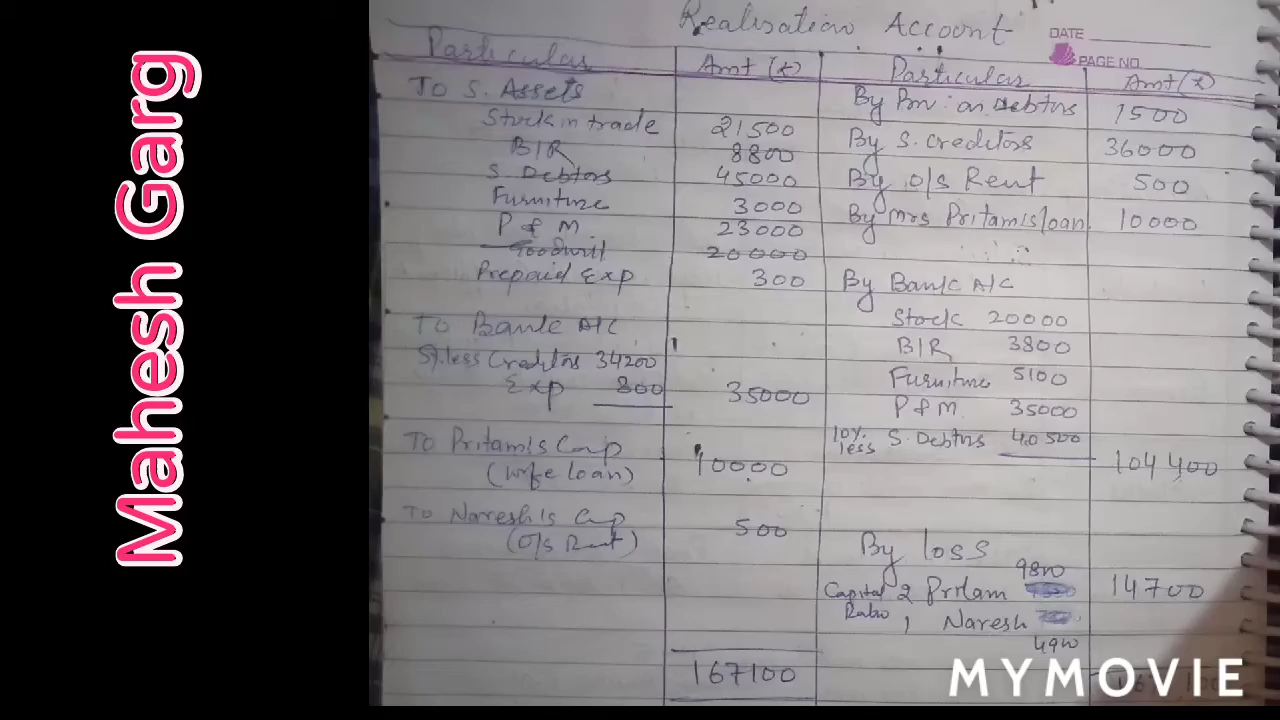 Mahesh Garg
Realisation Account
DATE
PAGE NO.
Particular Amt (₹) Particular Amt (₹)
To S. Assets
Stock in trade 21500
B/R 8800
S. Debtors 45000
Furniture 3000
P & M 23000
Goodwill 20000
Prepaid Exp 300
To Bank A/C
5% less Creditors 34200
Exp 800 35000
To Pritam's Cap 10000
(wife loan)
To Naresh's Cap 500
(O/s Rent)
167100
By Prov: on Debtors 1500
By S. creditors 36000
By O/s Rent 500
By Mrs Pritam's loan 10000
By Bank A/C
Stock 20000
B/R 3800
Furniture 5100
P & M 35000
10% less S. Debtors 40500
104400
By loss
9800
Capital 2 Pritam 14700
Ratio 1 Naresh
4900
MYMOVIE